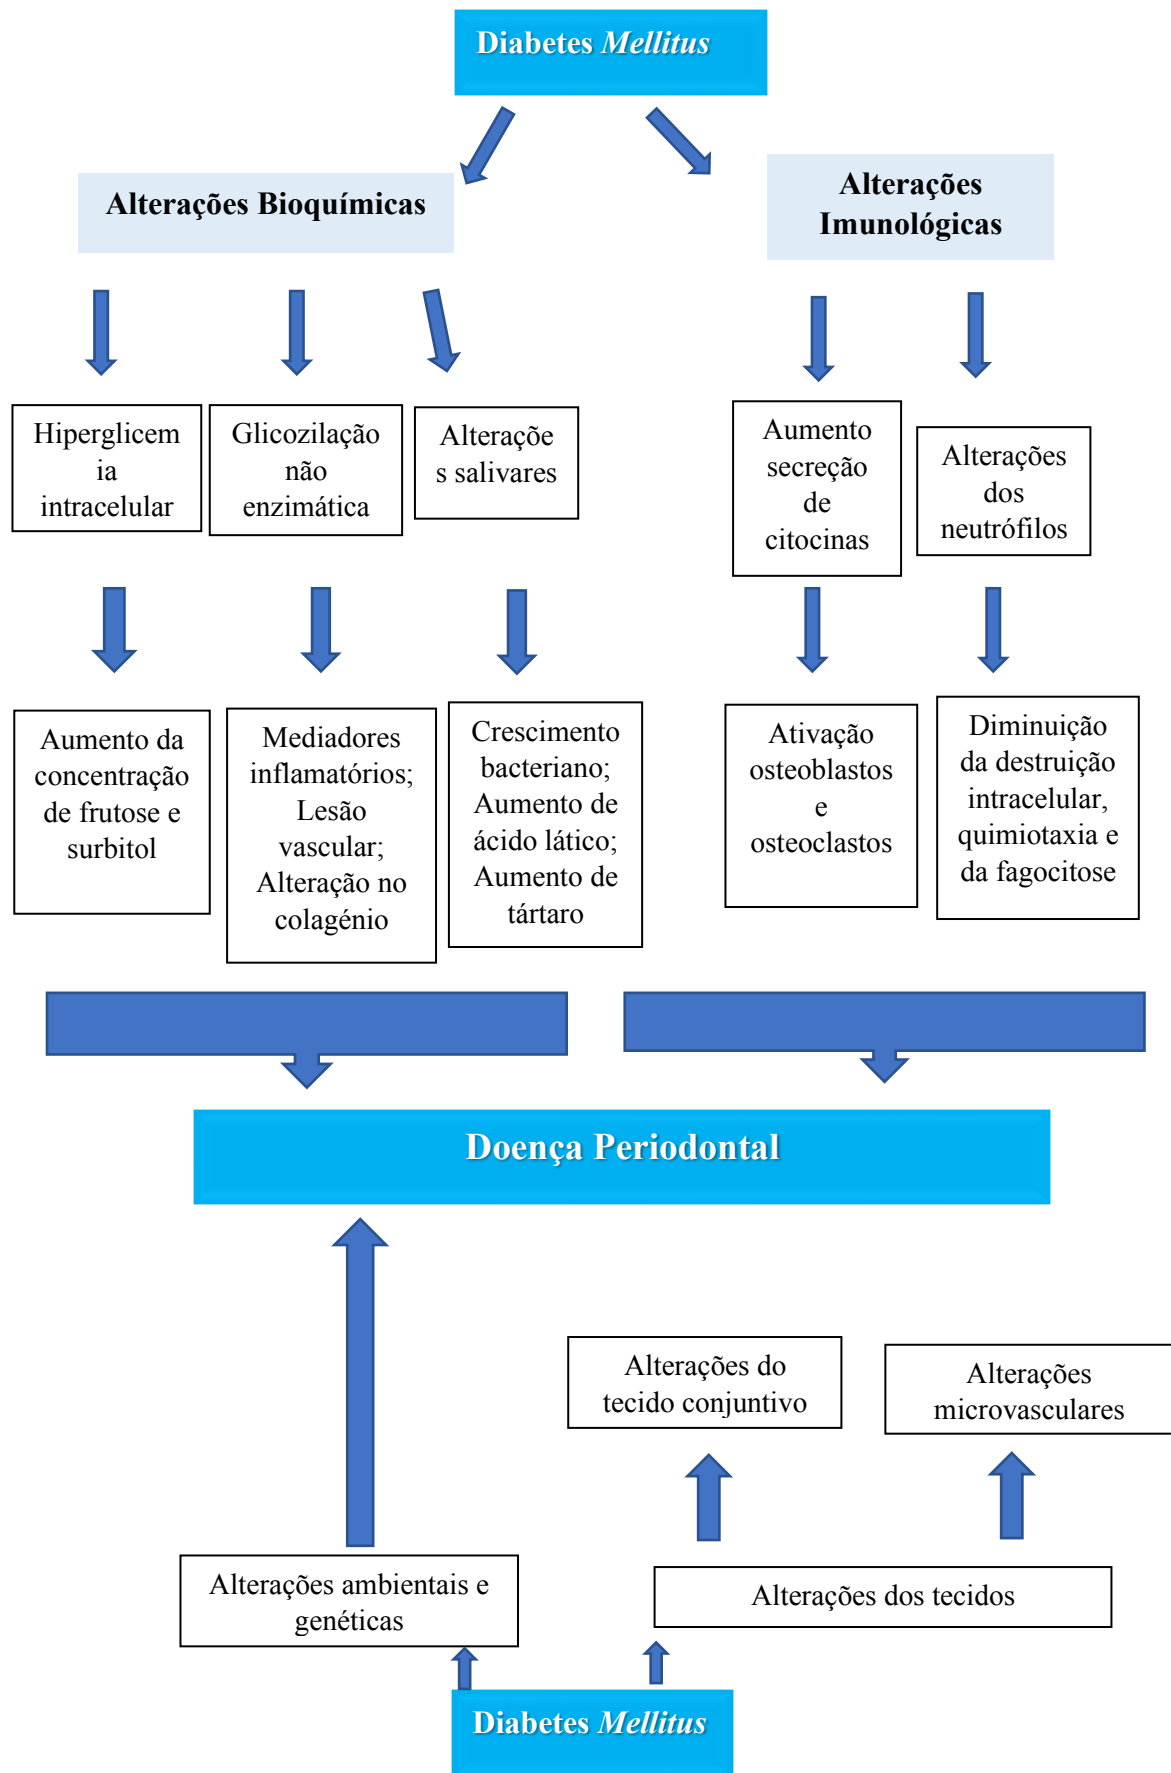 Diabetes Mellitus
Alterações Bioquímicas
Alterações
Imunológicas
Hiperglicem
ia
intracelular
Glicozilação
não
enzimática
Alteraçõe
s salivares
Aumento
secreção
de
citocinas
Alterações
dos
neutrófilos
Aumento da
concentração
de frutose e
surbitol
Mediadores
inflamatórios;
Lesão
vascular;
Alteração no
colagénio
Crescimento
bacteriano;
Aumento de
ácido lático;
Aumento de
tártaro
Ativação
osteoblastos
e
osteoclastos
Diminuição
da destruição
intracelular,
quimiotaxia e
da fagocitose
Doença Periodontal
Alterações do
tecido conjuntivo
Alterações
microvasculares
Alterações ambientais e
genéticas
Alterações dos tecidos
Diabetes Mellitus